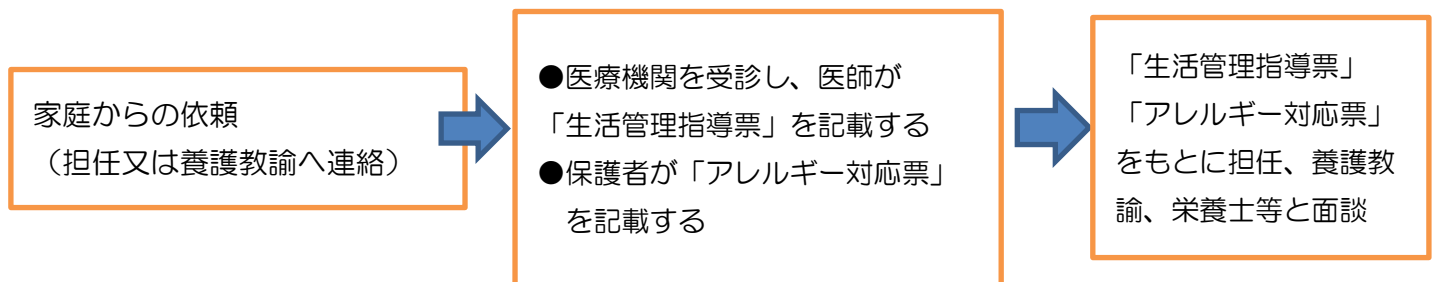 家庭からの依頼
（担任又は養護教諭へ連絡）
●医療機関を受診し、医師が
「生活管理指導票」を記載する
●保護者が「アレルギー対応票」
を記載する
「生活管理指導票」
「アレルギー対応票」
をもとに担任、養護教
諭、栄養士等と面談